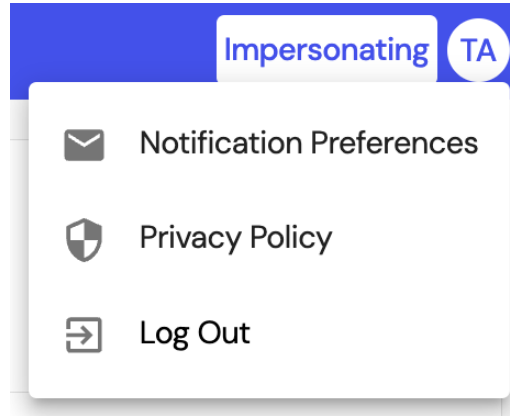 Impersonating TA
Notification Preferences
Privacy Policy
Log Out